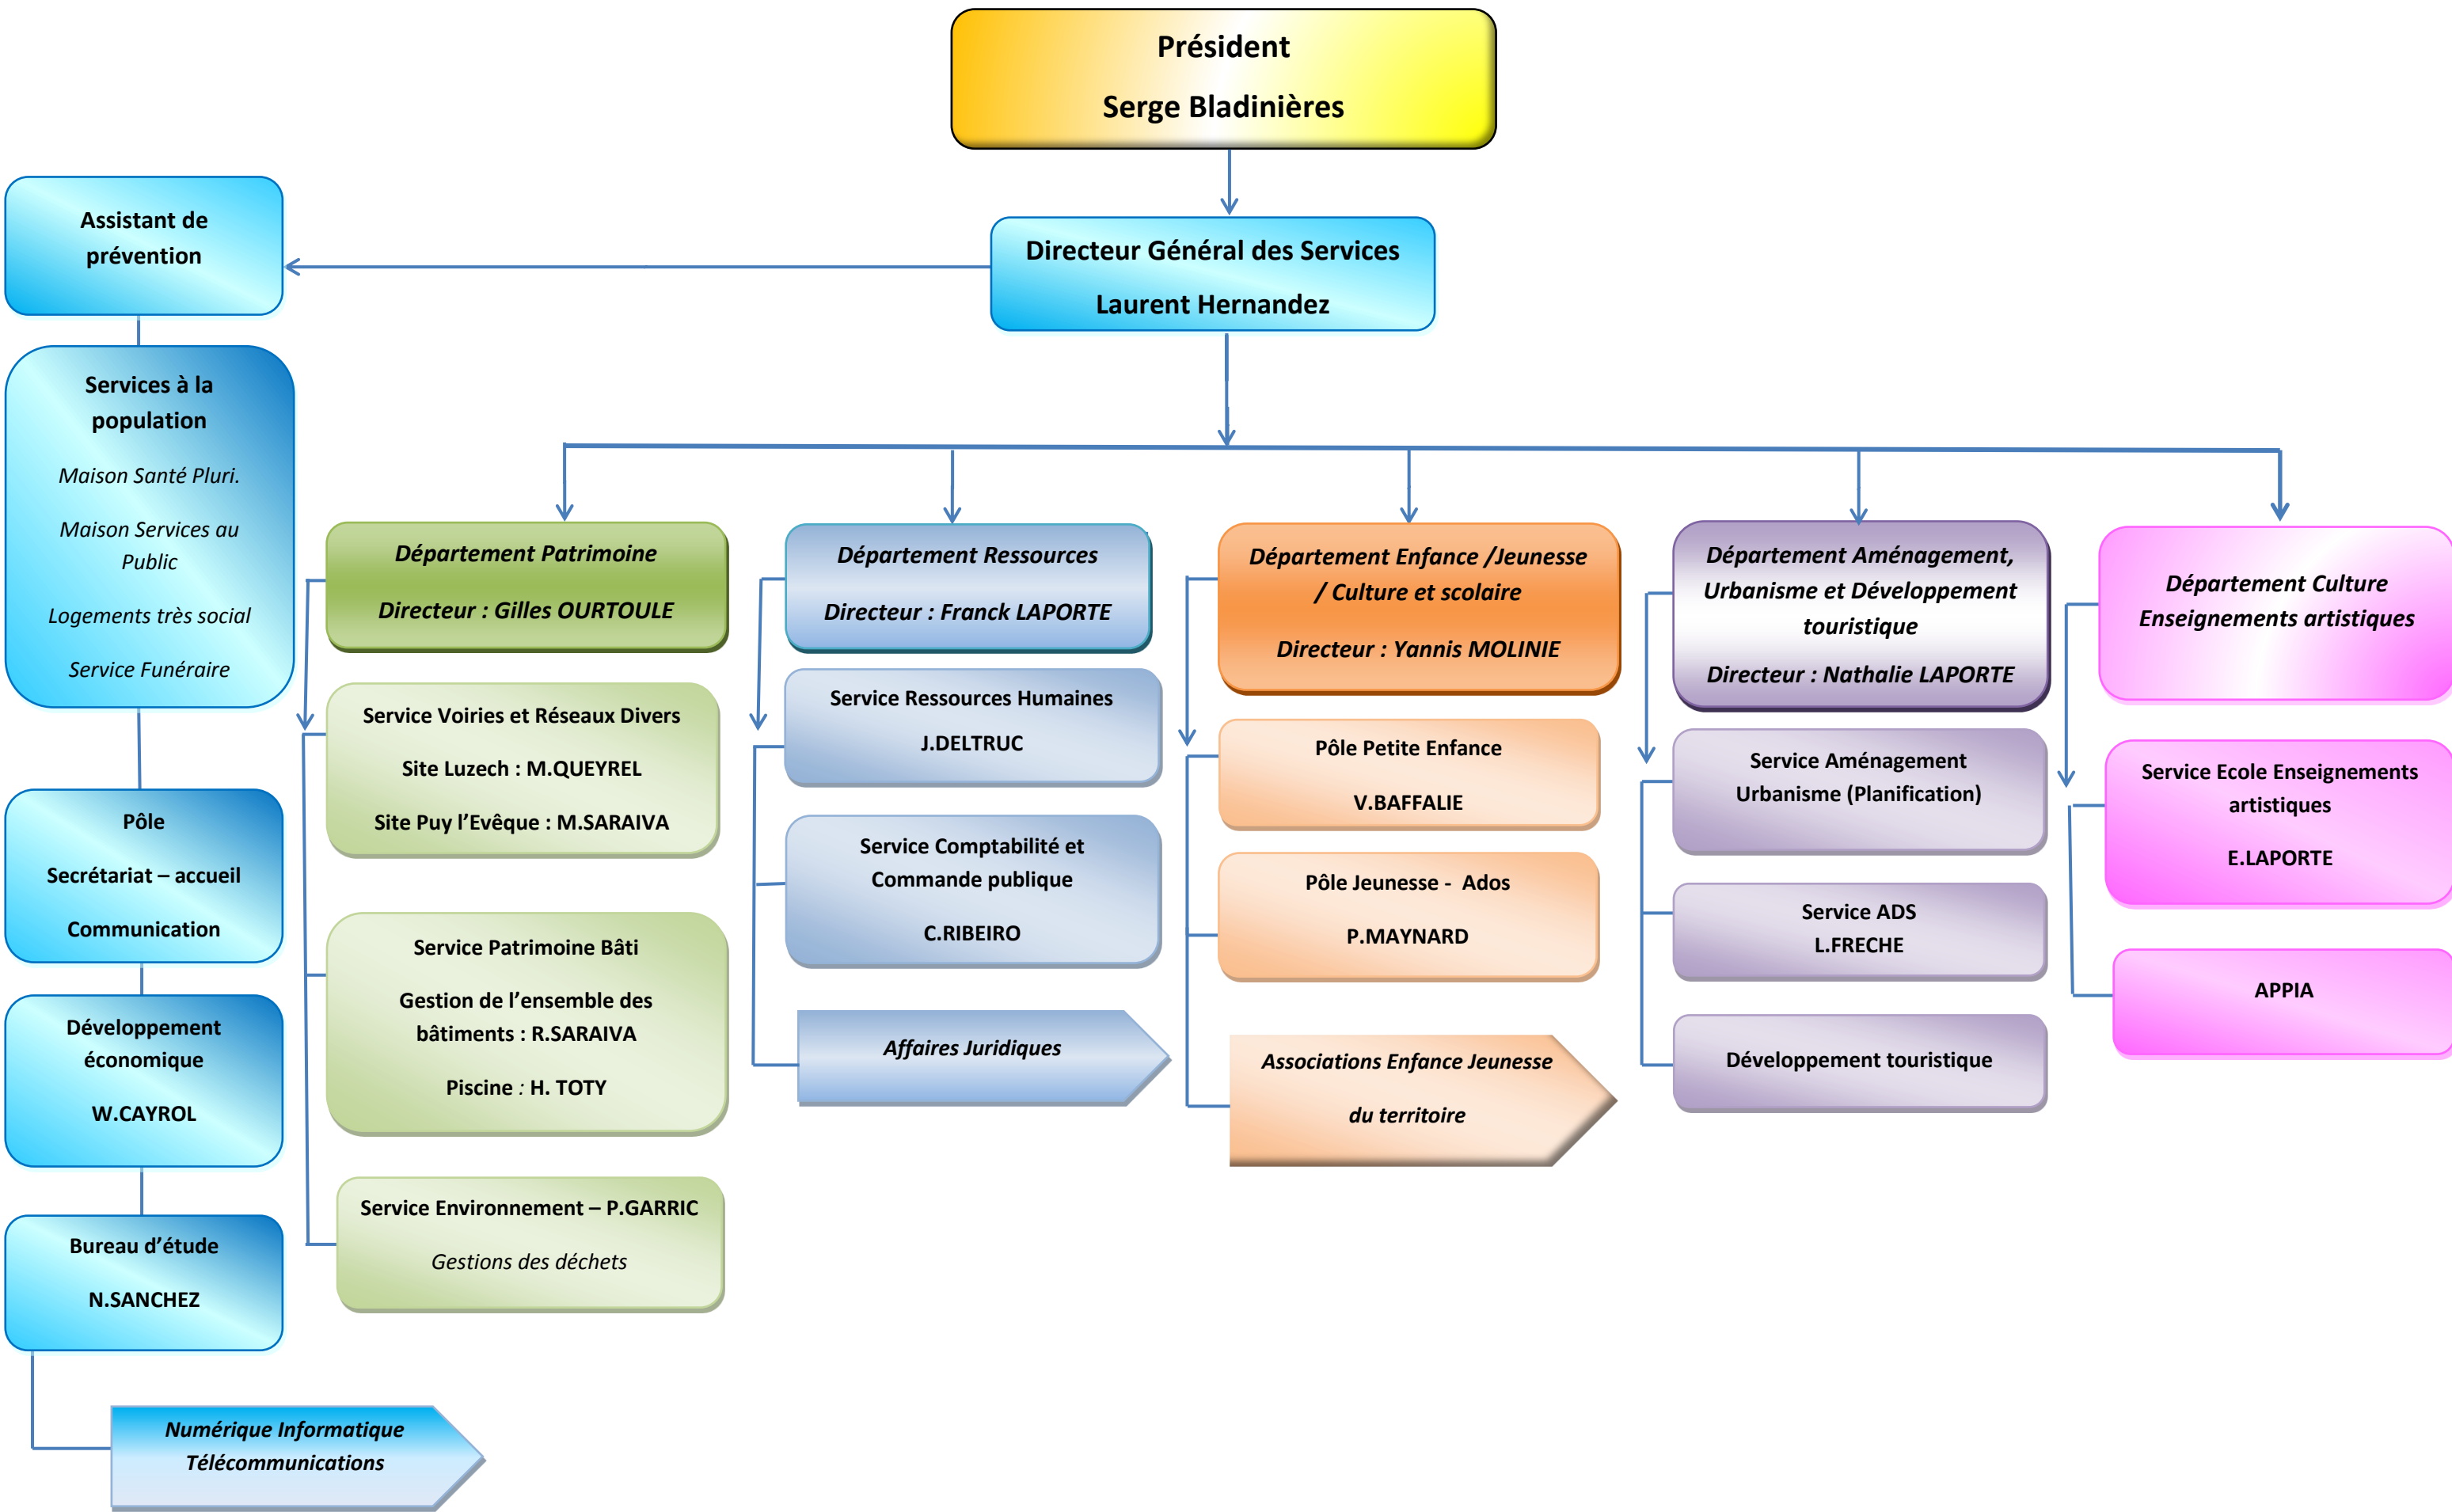 Président
Serge Bladinières
Directeur Général des Services
Laurent Hernandez
Assistant de
prévention
Services à la
population
Maison Santé Pluri.
Maison Services au
Public
Logements très social
Service Funéraire
Pôle
Secrétariat – accueil
Communication
Développement
économique
W.CAYROL
Bureau d’étude
N.SANCHEZ
Numérique Informatique
Télécommunications
Département Patrimoine
Directeur : Gilles OURTOULE
Service Voiries et Réseaux Divers
Site Luzech : M.QUEYREL
Site Puy l’Evêque : M.SARAIVA
Service Patrimoine Bâti
Gestion de l’ensemble des
bâtiments : R.SARAIVA
Piscine : H. TOTY
Service Environnement – P.GARRIC
Gestions des déchets
Département Ressources
Directeur : Franck LAPORTE
Service Ressources Humaines
J.DELTRUC
Service Comptabilité et
Commande publique
C.RIBEIRO
Affaires Juridiques
Département Enfance /Jeunesse
/ Culture et scolaire
Directeur : Yannis MOLINIE
Pôle Petite Enfance
V.BAFFALIE
Pôle Jeunesse - Ados
P.MAYNARD
Associations Enfance Jeunesse
du territoire
Département Aménagement,
Urbanisme et Développement
touristique
Directeur : Nathalie LAPORTE
Service Aménagement
Urbanisme (Planification)
Service ADS
L.FRECHE
Développement touristique
Département Culture
Enseignements artistiques
Service Ecole Enseignements
artistiques
E.LAPORTE
APPIA